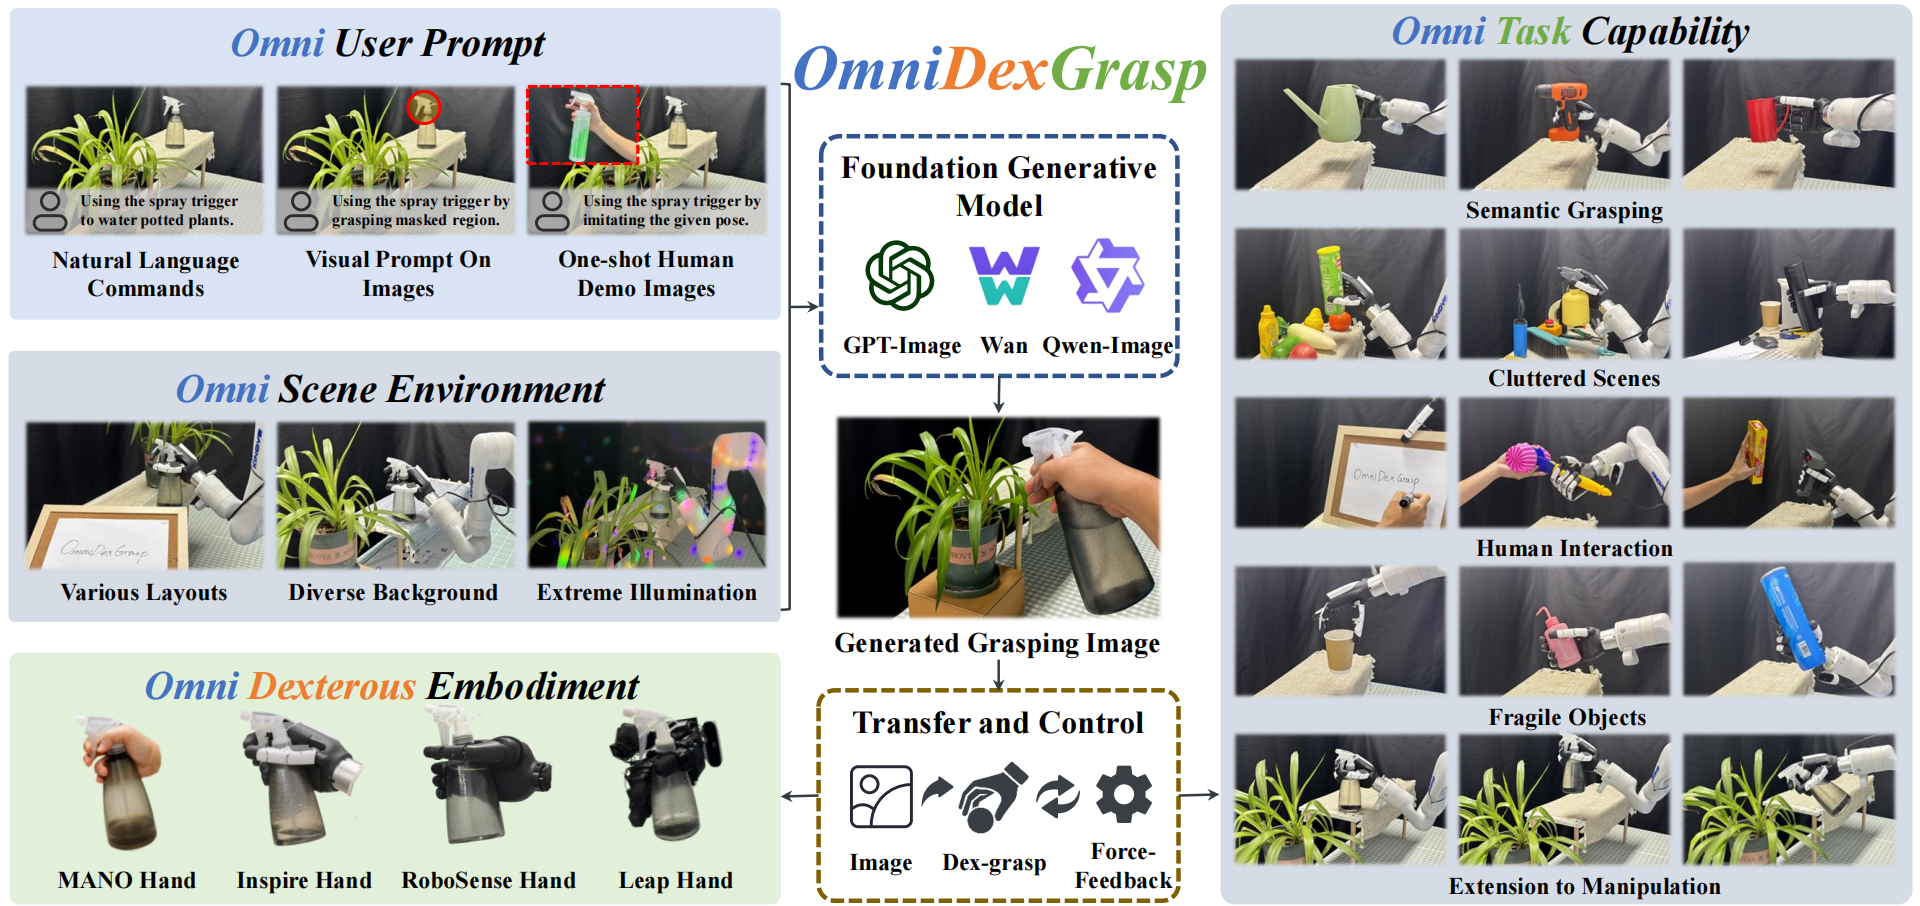 Omni User Prompt
Using the spray trigger
to water potted plants.
Using the spray trigger by
grasping masked region.
Using the spray trigger by
imitating the given pose.
Natural Language
Commands
Visual Prompt On
Images
One-shot Human
Demo Images
Omni Scene Environment
OmniDexGrasp
Various Layouts
Diverse Background
Extreme Illumination
Omni Dexterous Embodiment
MANO Hand
Inspire Hand
RoboSense Hand
Leap Hand
OmniDexGrasp
Foundation Generative
Model
GPT-Image
Wan
Qwen-Image
Generated Grasping Image
Transfer and Control
Image
Dex-grasp
Force-
Feedback
Omni Task Capability
Semantic Grasping
Cluttered Scenes
OmniDexGrasp
Human Interaction
Fragile Objects
Extension to Manipulation